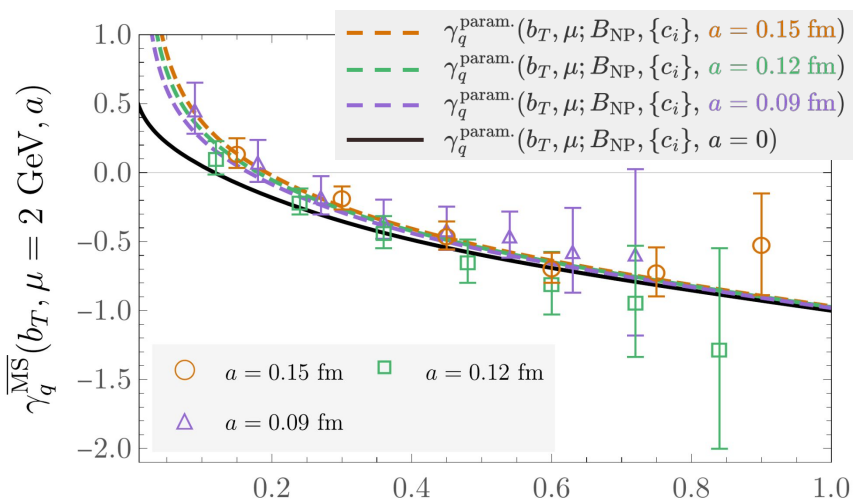 γ_q^{param.}(b_T, μ; B_NP, {c_i}, a = 0.15 fm)
γ_q^{param.}(b_T, μ; B_NP, {c_i}, a = 0.12 fm)
γ_q^{param.}(b_T, μ; B_NP, {c_i}, a = 0.09 fm)
γ_q^{param.}(b_T, μ; B_NP, {c_i}, a = 0)
γ_q^{\overline{MS}}(b_T, μ = 2 GeV, a)
1.0
0.5
0.0
−0.5
−1.0
−1.5
−2.0
a = 0.15 fm
a = 0.12 fm
a = 0.09 fm
0.2 0.4 0.6 0.8 1.0